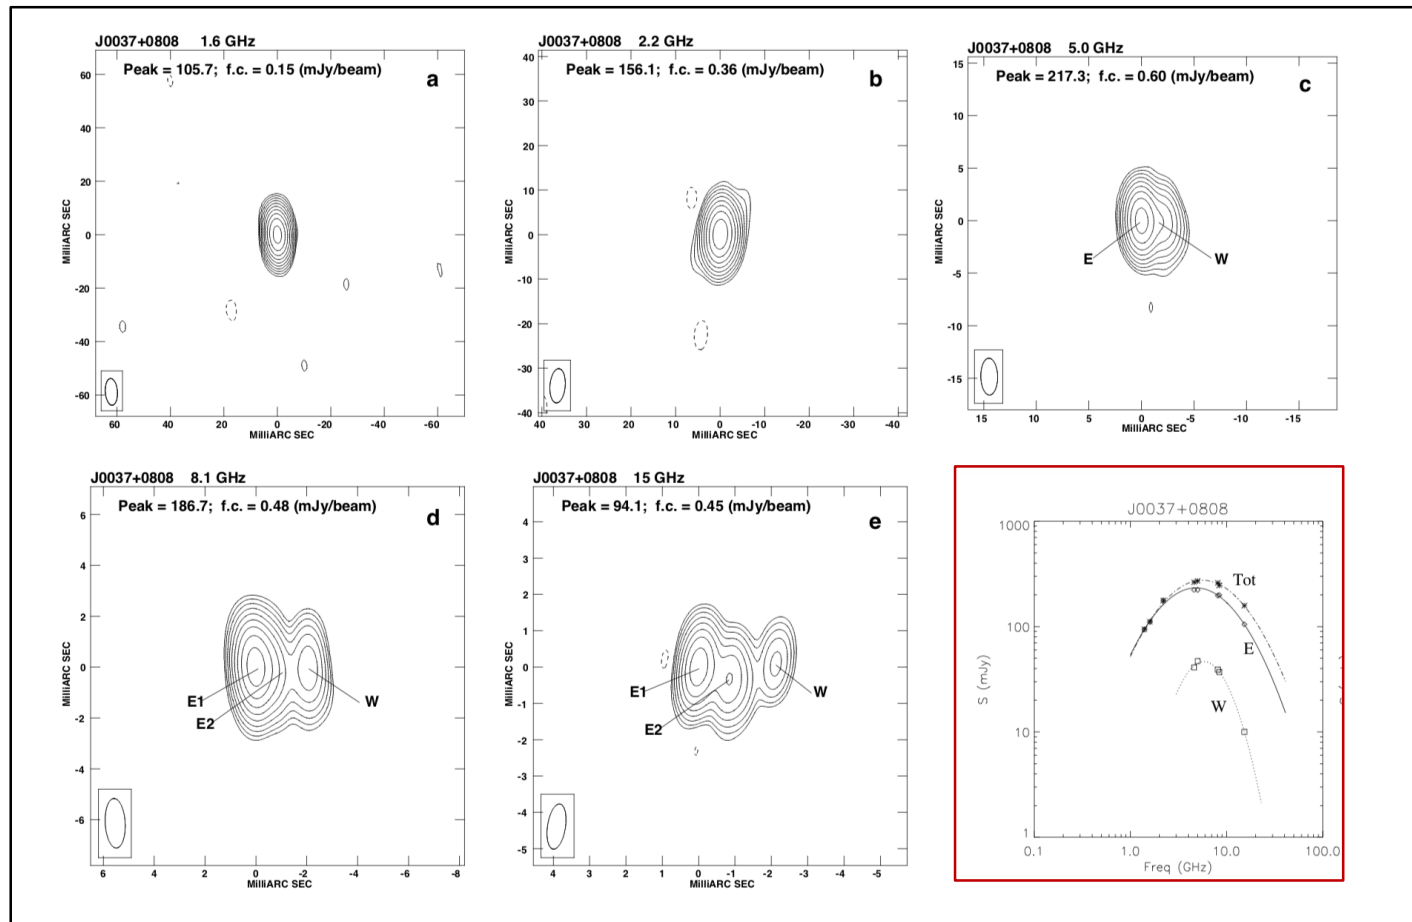 J0037+0808 1.6 GHz
Peak = 105.7; f.c. = 0.15 (mJy/beam)
a
60
40
20
0
-20
-40
-60
MilliARC SEC
60 40 20 0 -20 -40 -60
MilliARC SEC
J0037+0808 2.2 GHz
Peak = 156.1; f.c. = 0.36 (mJy/beam)
b
40
30
20
10
0
-10
-20
-30
-40
MilliARC SEC
40 30 20 10 0 -10 -20 -30 -40
MilliARC SEC
J0037+0808 5.0 GHz
Peak = 217.3; f.c. = 0.60 (mJy/beam)
c
15
10
5
0
-5
-10
-15
MilliARC SEC
E W
15 10 5 0 -5 -10 -15
MilliARC SEC
J0037+0808 8.1 GHz
Peak = 186.7; f.c. = 0.48 (mJy/beam)
d
6
4
2
0
-2
-4
-6
MilliARC SEC
E1 W
E2
6 4 2 0 -2 -4 -6 -8
MilliARC SEC
J0037+0808 15 GHz
Peak = 94.1; f.c. = 0.45 (mJy/beam)
e
4
3
2
1
0
-1
-2
-3
-4
-5
MilliARC SEC
E1 W
E2
4 3 2 1 0 -1 -2 -3 -4 -5
MilliARC SEC
J0037+0808
1000
100
10
1
S (mJy)
Tot
E
W
0.1 1.0 10.0 100.0
Freq (GHz)